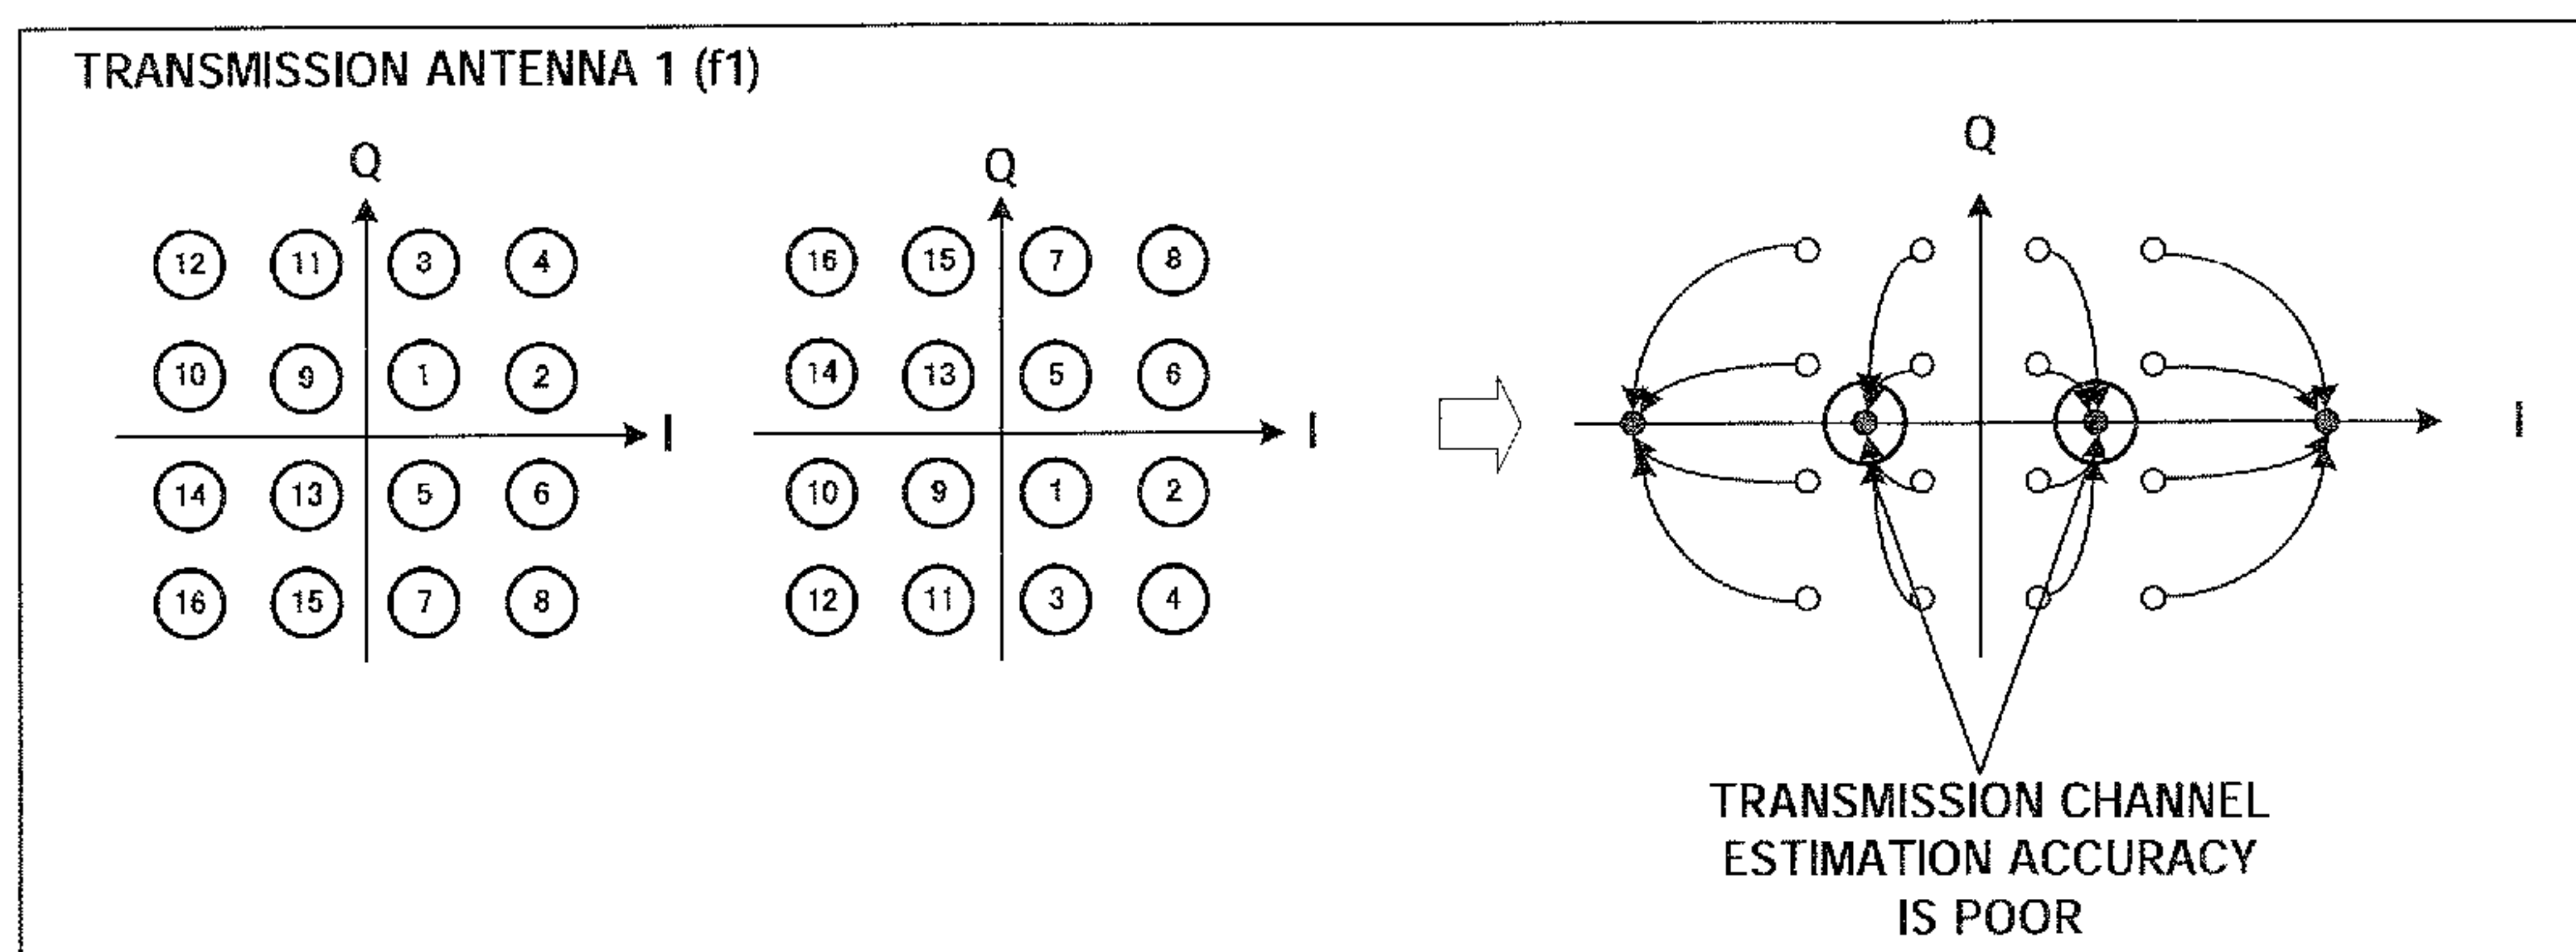 TRANSMISSION ANTENNA 1 (f1)
Q
12 11 3 4
10 9 1 2
I
14 13 5 6
16 15 7 8
Q
16 15 7 8
14 13 5 6
I
10 9 1 2
12 11 3 4
Q
I
TRANSMISSION CHANNEL
ESTIMATION ACCURACY
IS POOR